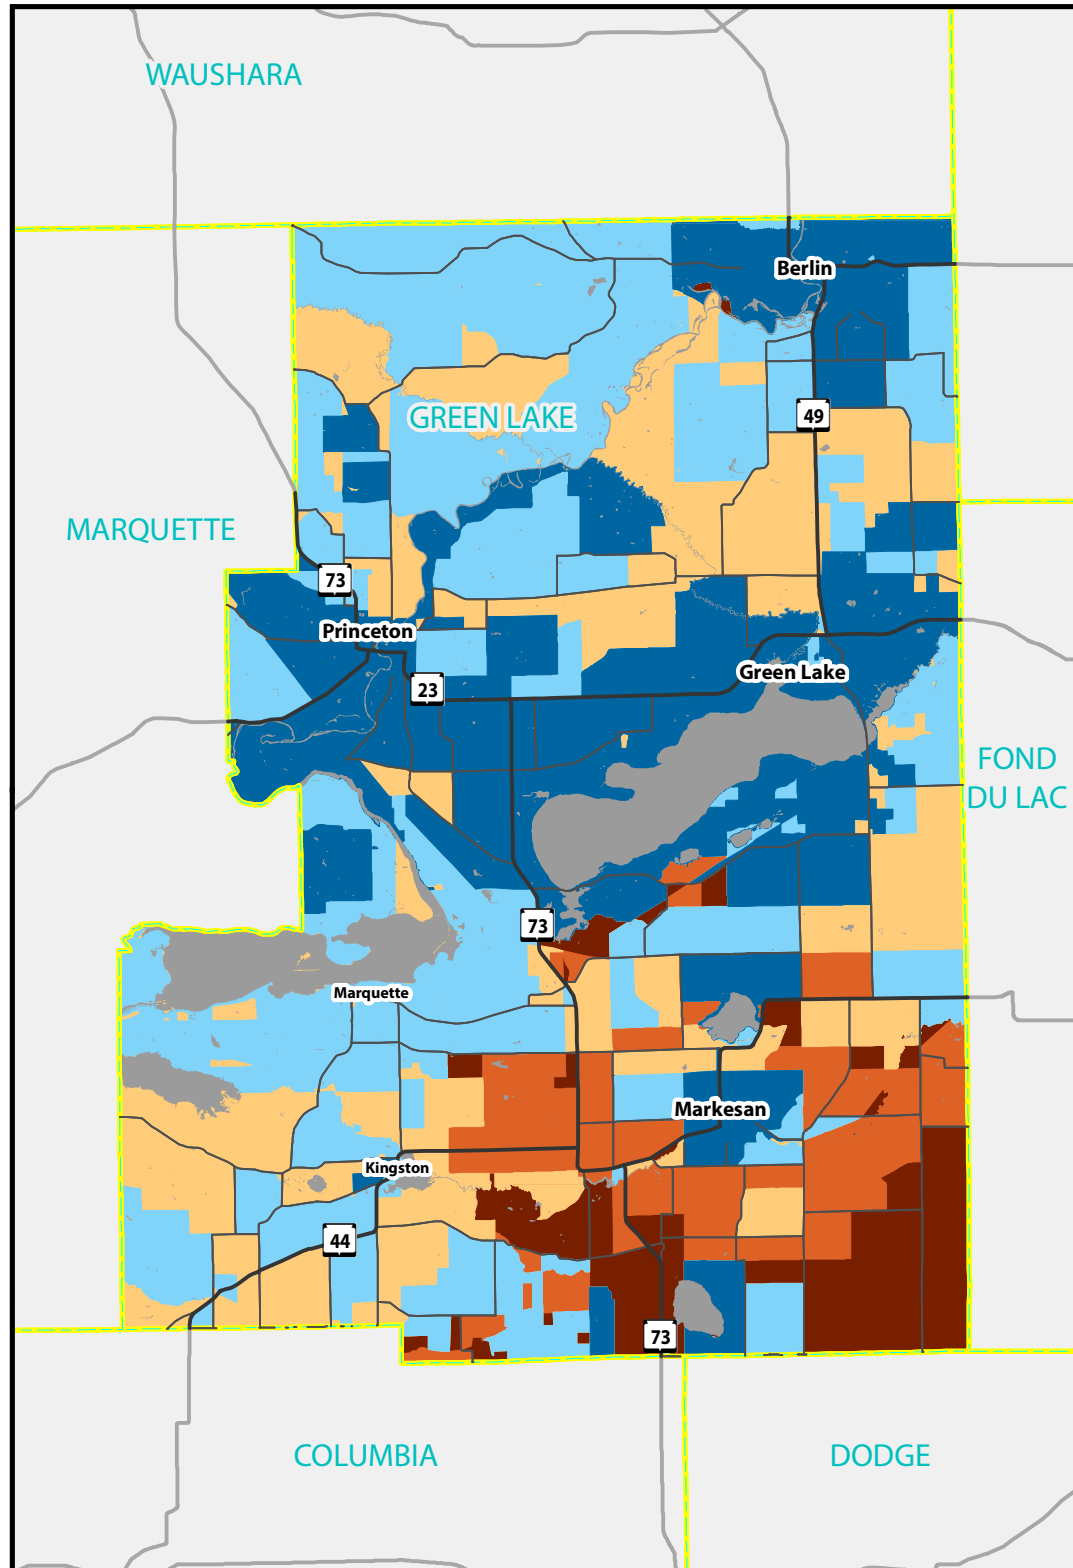 WAUSHARA
Berlin
GREEN LAKE
49
MARQUETTE
73
Princeton
Green Lake
23
FOND
DU LAC
73
Marquette
Markesan
Kingston
44
73
COLUMBIA
DODGE